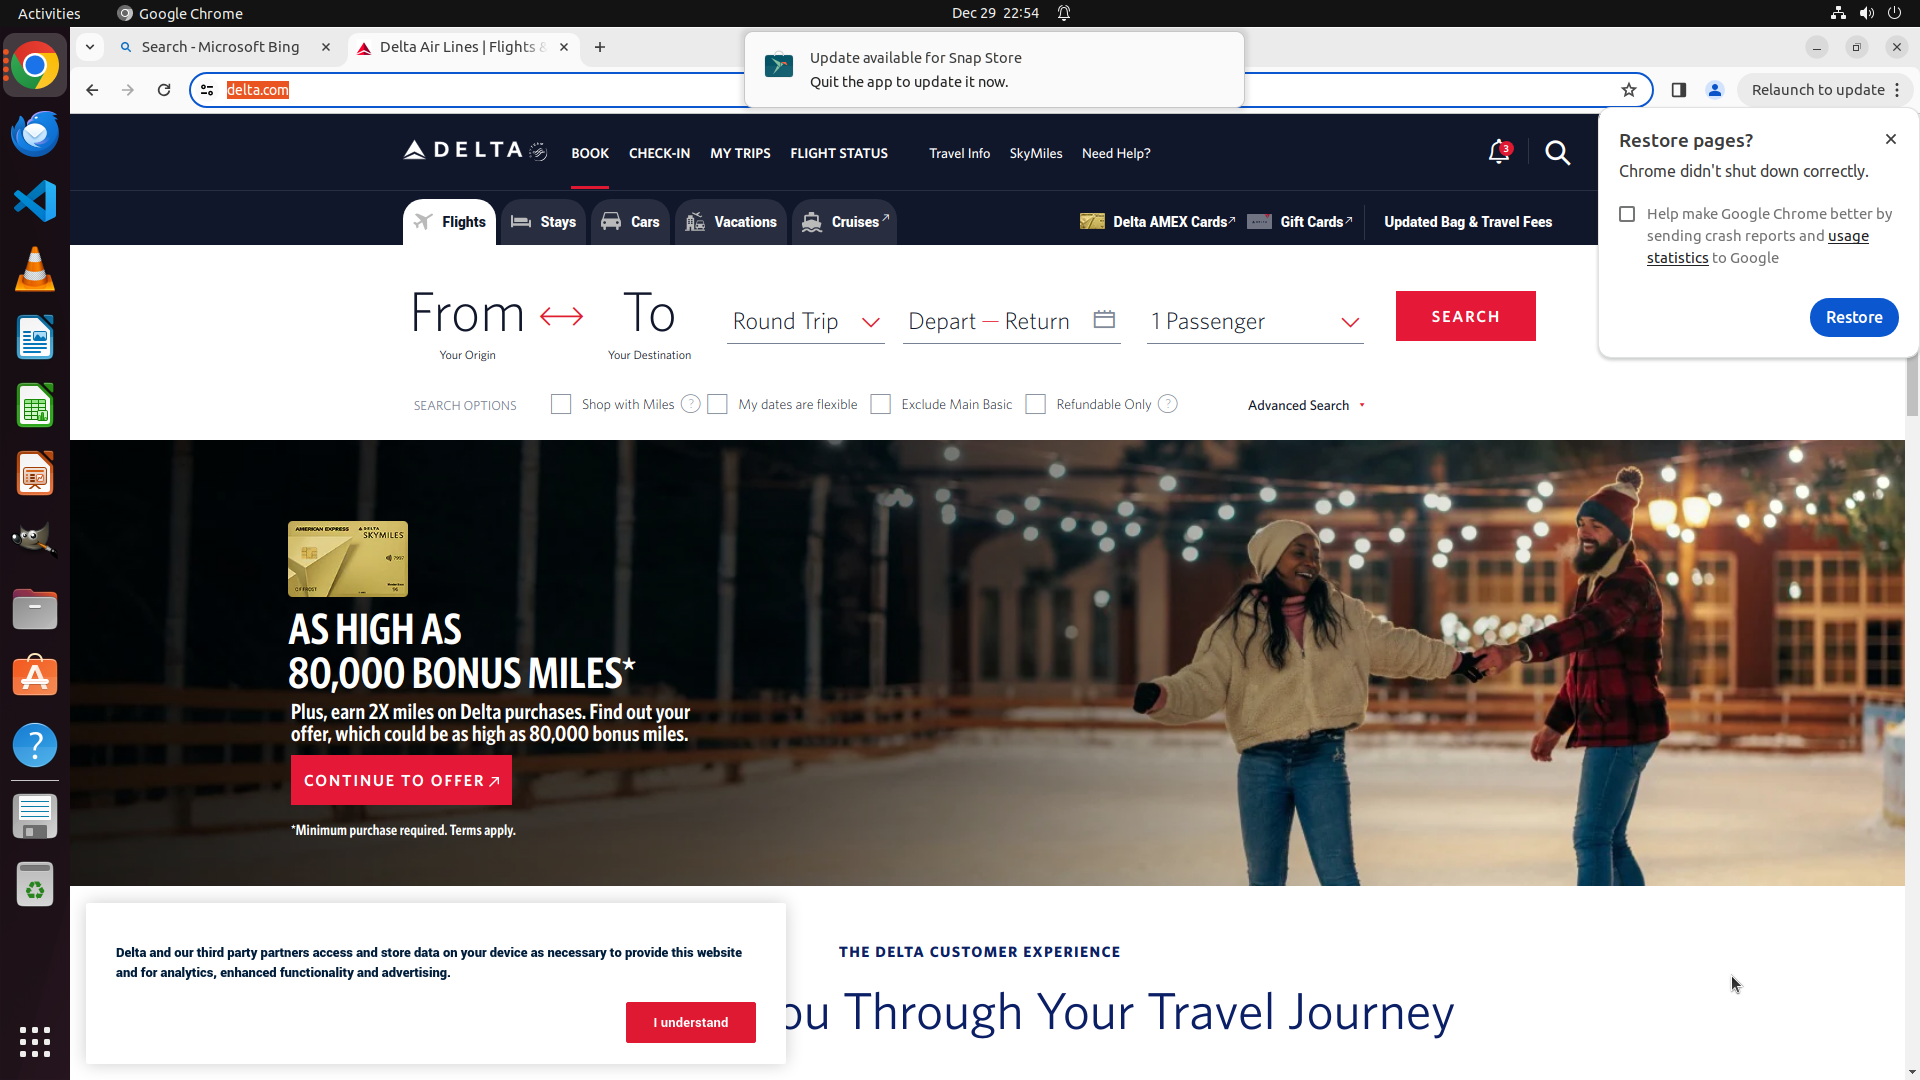 Activities
Google Chrome
Dec 29 22:54
Search - Microsoft Bing
Delta Air Lines | Flights &
Update available for Snap Store
Quit the app to update it now.
delta.com
Relaunch to update
Restore pages?
Chrome didn't shut down correctly.
Help make Google Chrome better by
sending crash reports and usage
statistics to Google
Restore
DELTA
BOOK
CHECK-IN
MY TRIPS
FLIGHT STATUS
Travel Info
SkyMiles
Need Help?
3
Flights
Stays
Cars
Vacations
Cruises
Delta AMEX Cards
Gift Cards
Updated Bag & Travel Fees
From
Your Origin
To
Your Destination
Round Trip
Depart — Return
1 Passenger
SEARCH
SEARCH OPTIONS
Shop with Miles
?
My dates are flexible
Exclude Main Basic
Refundable Only
?
Advanced Search
AMERICAN EXPRESS
DELTA
SKYMILES
AS HIGH AS
80,000 BONUS MILES*
Plus, earn 2X miles on Delta purchases. Find out your
offer, which could be as high as 80,000 bonus miles.
CONTINUE TO OFFER
*Minimum purchase required. Terms apply.
Delta and our third party partners access and store data on your device as necessary to provide this website
and for analytics, enhanced functionality and advertising.
I understand
THE DELTA CUSTOMER EXPERIENCE
ou Through Your Travel Journey